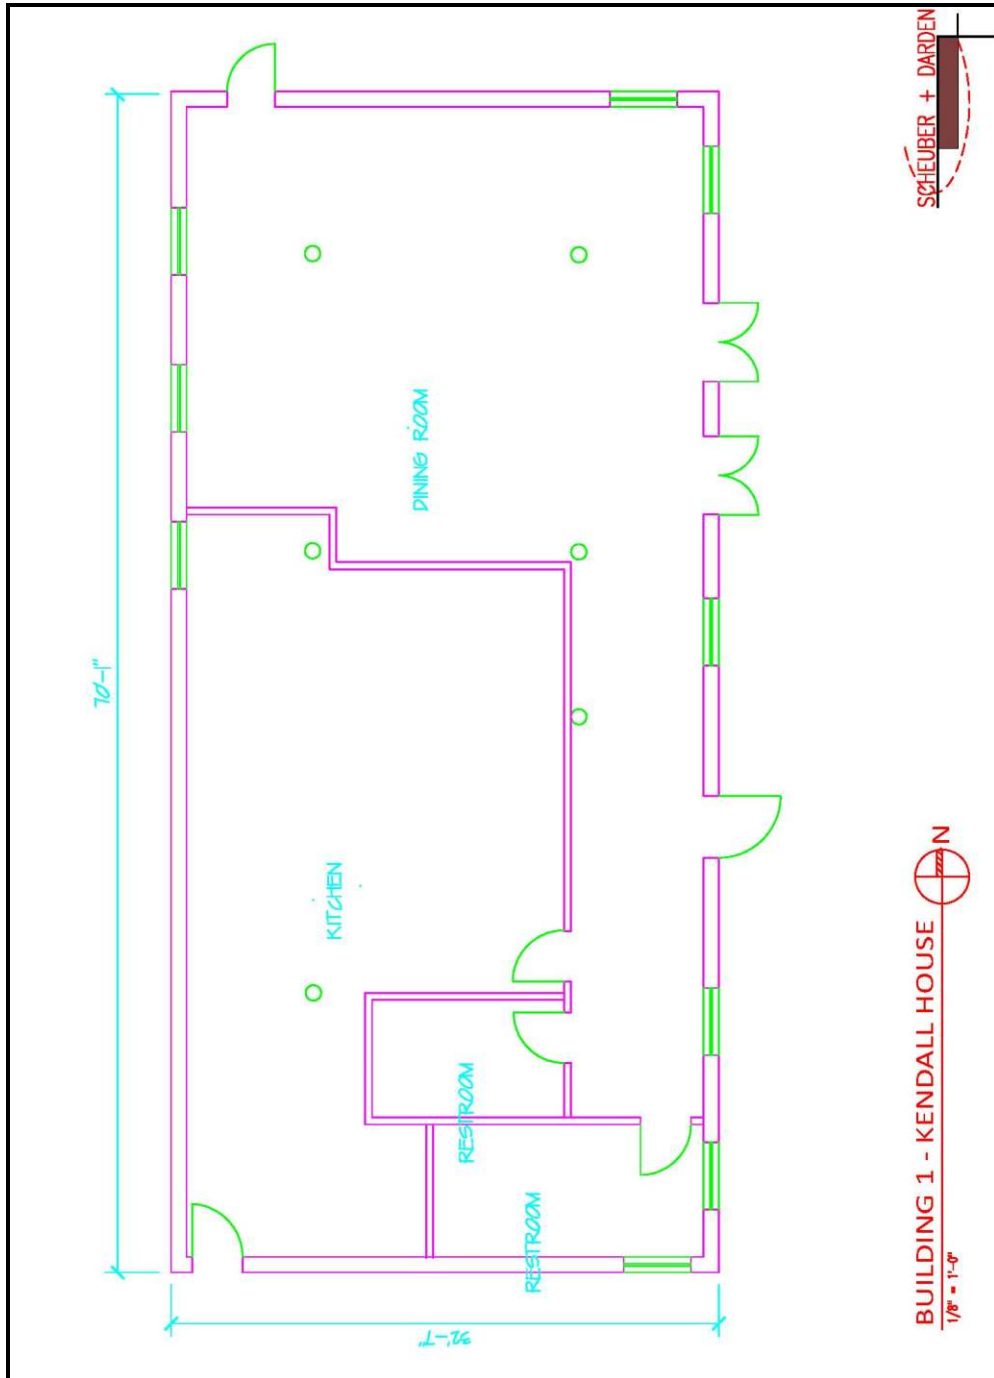 SCHEUBER + DARDEN
DINING ROOM
70'-1"
KITCHEN
RESTROOM
RESTROOM
32'-7"
BUILDING 1 - KENDALL HOUSE
N
1/8" = 1'-0"